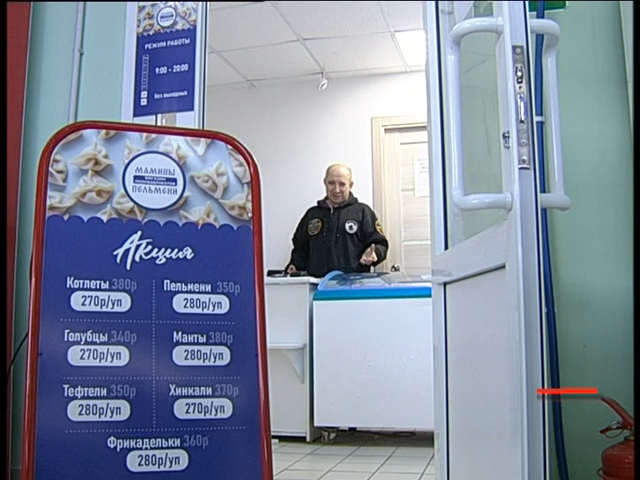 РЕЖИМ РАБОТЫ
9:00 - 20:00
Без выходных
МАМИНЫ
ПЕЛЬМЕНИ
Акция
Котлеты 380р
270р/уп
Пельмени 350р
280р/уп
Голубцы 340р
270р/уп
Манты 380р
280р/уп
Тефтели 350р
280р/уп
Хинкали 370р
270р/уп
Фрикадельки 360р
280р/уп